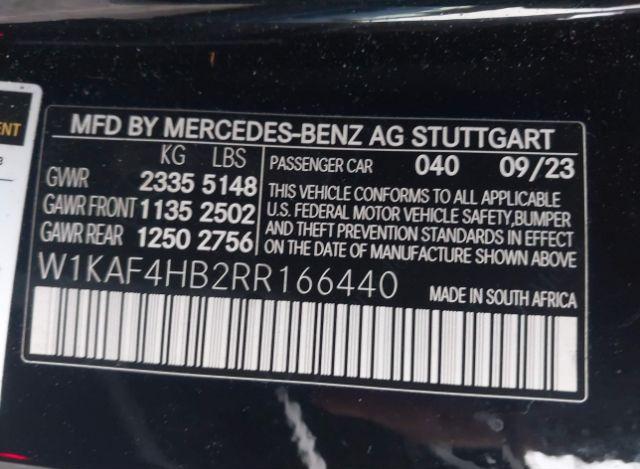 ENT
MFD BY MERCEDES-BENZ AG STUTTGART
KG LBS
GVWR 2335 5148
GAWR FRONT 1135 2502
GAWR REAR 1250 2756
PASSENGER CAR 040 09/23
THIS VEHICLE CONFORMS TO ALL APPLICABLE
U.S. FEDERAL MOTOR VEHICLE SAFETY, BUMPER
AND THEFT PREVENTION STANDARDS IN EFFECT
ON THE DATE OF MANUFACTURE SHOWN ABOVE
W1KAF4HB2RR166440
MADE IN SOUTH AFRICA